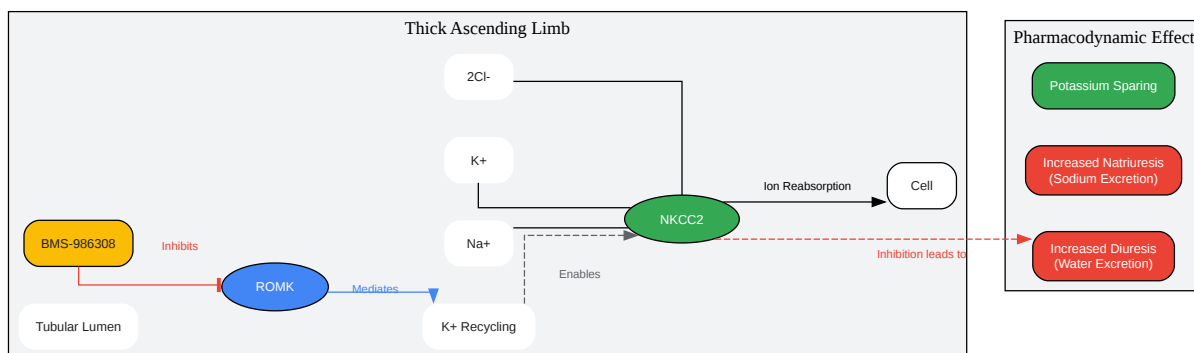 Thick Ascending Limb
2Cl-
K+
Na+
NKCC2
Ion Reabsorption
Cell
BMS-986308
Inhibits
ROMK
Mediates
Enables
K+ Recycling
Tubular Lumen
Inhibition leads to
Pharmacodynamic Effect
Potassium Sparing
Increased Natriuresis
(Sodium Excretion)
Increased Diuresis
(Water Excretion)